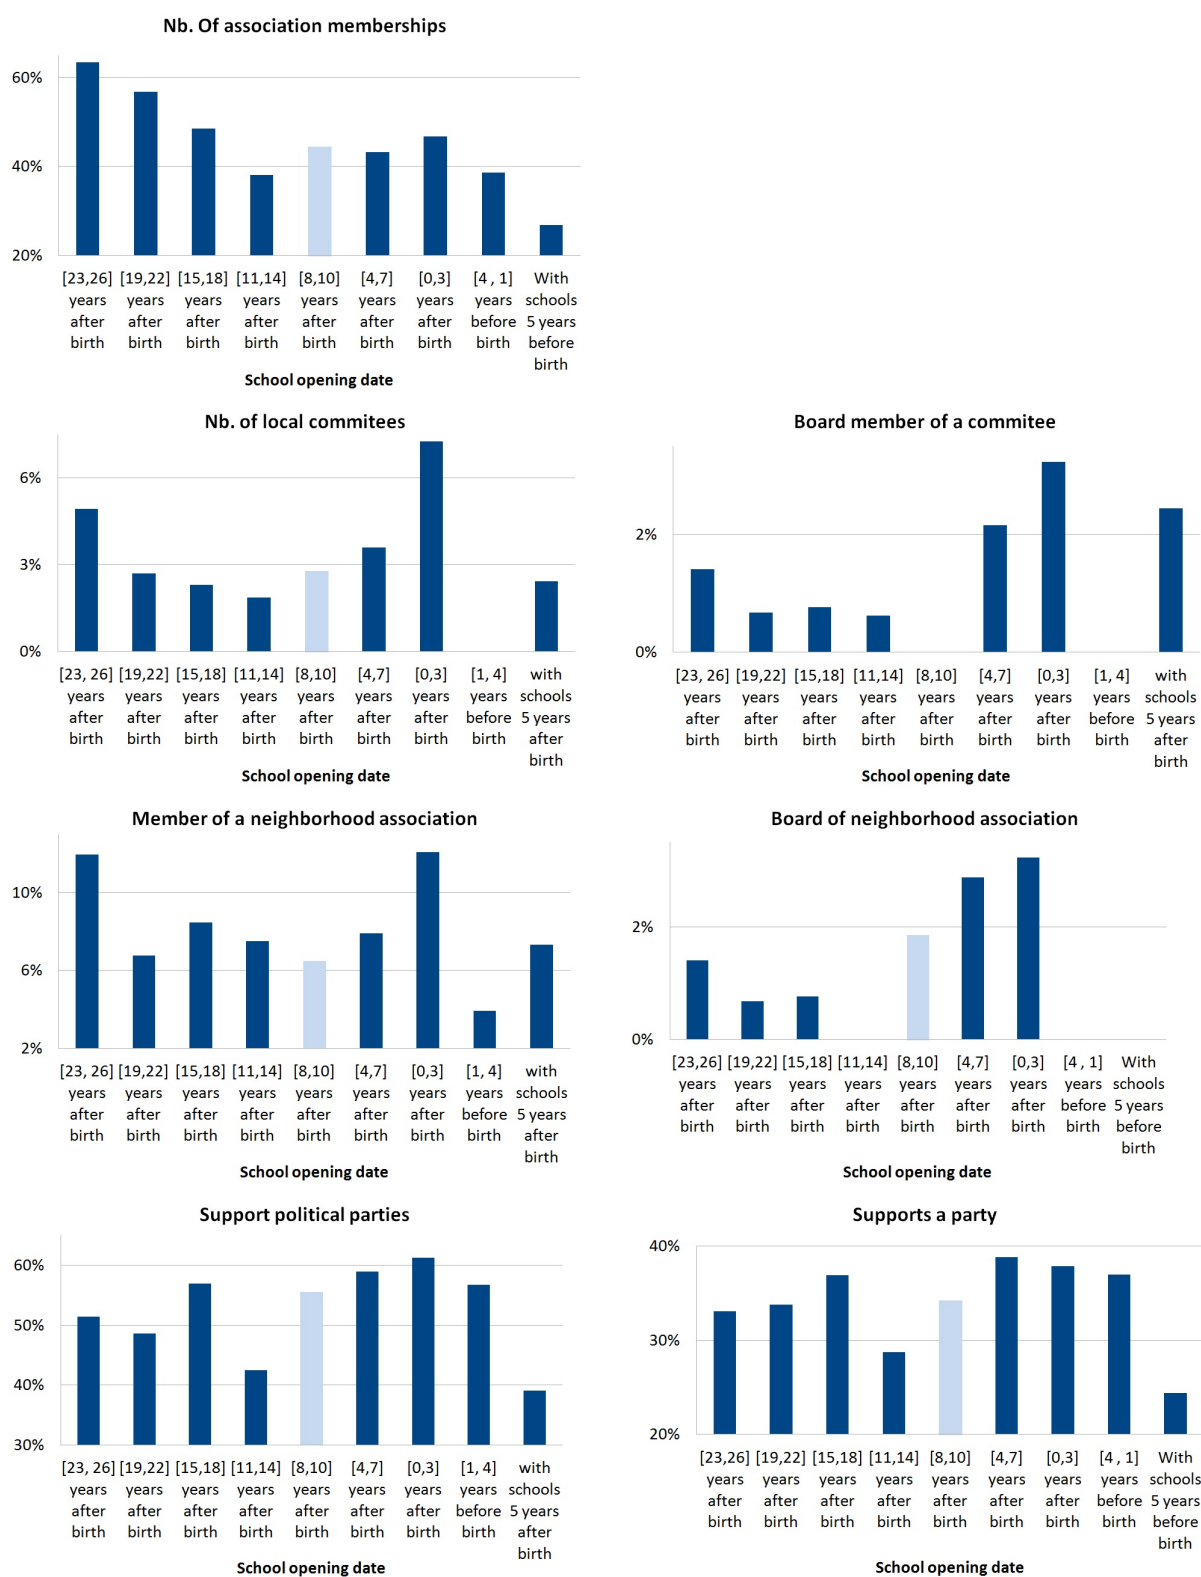 Nb. Of association memberships
60%
40%
20%
[23,26] [19,22] [15,18] [11,14] [8,10] [4,7] [0,3] [4 , 1] With
years years years years years years years years schools
after after after after after after after before 5 years
birth birth birth birth birth birth birth birth before
birth
School opening date
Nb. of local commitees
6%
3%
0%
[23, 26] [19,22] [15,18] [11,14] [8,10] [4,7] [0,3] [1, 4] with
years years years years years years years years schools
after after after after after after after before 5 years
birth birth birth birth birth birth birth birth after
birth
School opening date
Board member of a commitee
2%
0%
[23, 26] [19,22] [15,18] [11,14] [8,10] [4,7] [0,3] [1, 4] with
years years years years years years years years schools
after after after after after after after before 5 years
birth birth birth birth birth birth birth birth after
birth
School opening date
Member of a neighborhood association
10%
6%
2%
[23, 26] [19,22] [15,18] [11,14] [8,10] [4,7] [0,3] [1, 4] with
years years years years years years years years schools
after after after after after after after before 5 years
birth birth birth birth birth birth birth birth after
birth
School opening date
Board of neighborhood association
2%
0%
[23,26] [19,22] [15,18] [11,14] [8,10] [4,7] [0,3] [4 , 1] With
years years years years years years years years schools
after after after after after after after before 5 years
birth birth birth birth birth birth birth birth before
birth
School opening date
Support political parties
60%
50%
40%
30%
[23, 26] [19,22] [15,18] [11,14] [8,10] [4,7] [0,3] [1, 4] with
years years years years years years years years schools
after after after after after after after before 5 years
birth birth birth birth birth birth birth birth after
birth
School opening date
Supports a party
40%
30%
20%
[23,26] [19,22] [15,18] [11,14] [8,10] [4,7] [0,3] [4 , 1] With
years years years years years years years years schools
after after after after after after after before 5 years
birth birth birth birth birth birth birth birth before
birth
School opening date